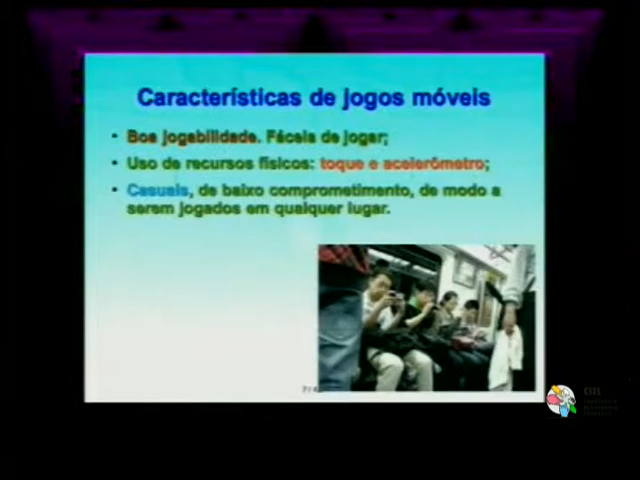 Características de jogos móveis
• Boa jogabilidade. Fáceis de jogar;
• Uso de recursos físicos: toque e acelerômetro;
• Casuais, de baixo comprometimento, de modo a
serem jogados em qualquer lugar.